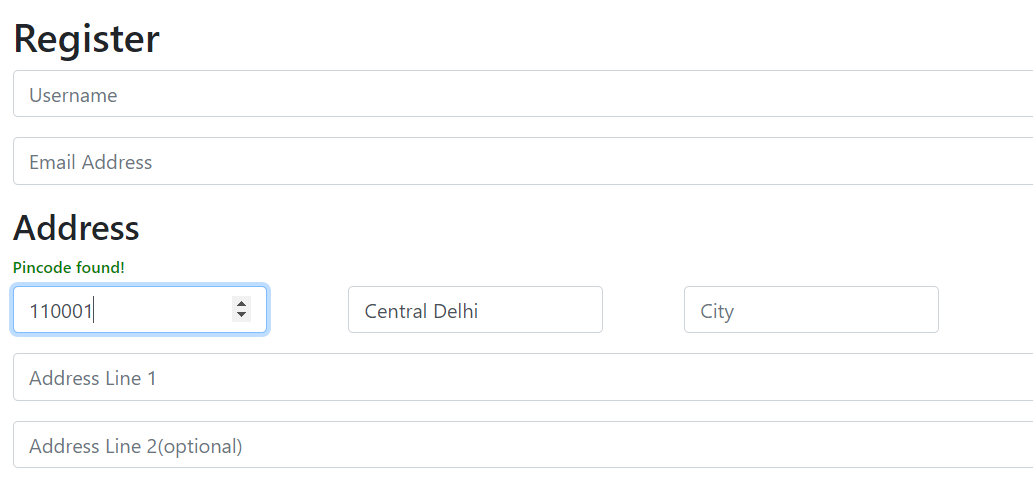 Register
Username
Email Address
Address
Pincode found!
110001 Central Delhi City
Address Line 1
Address Line 2(optional)